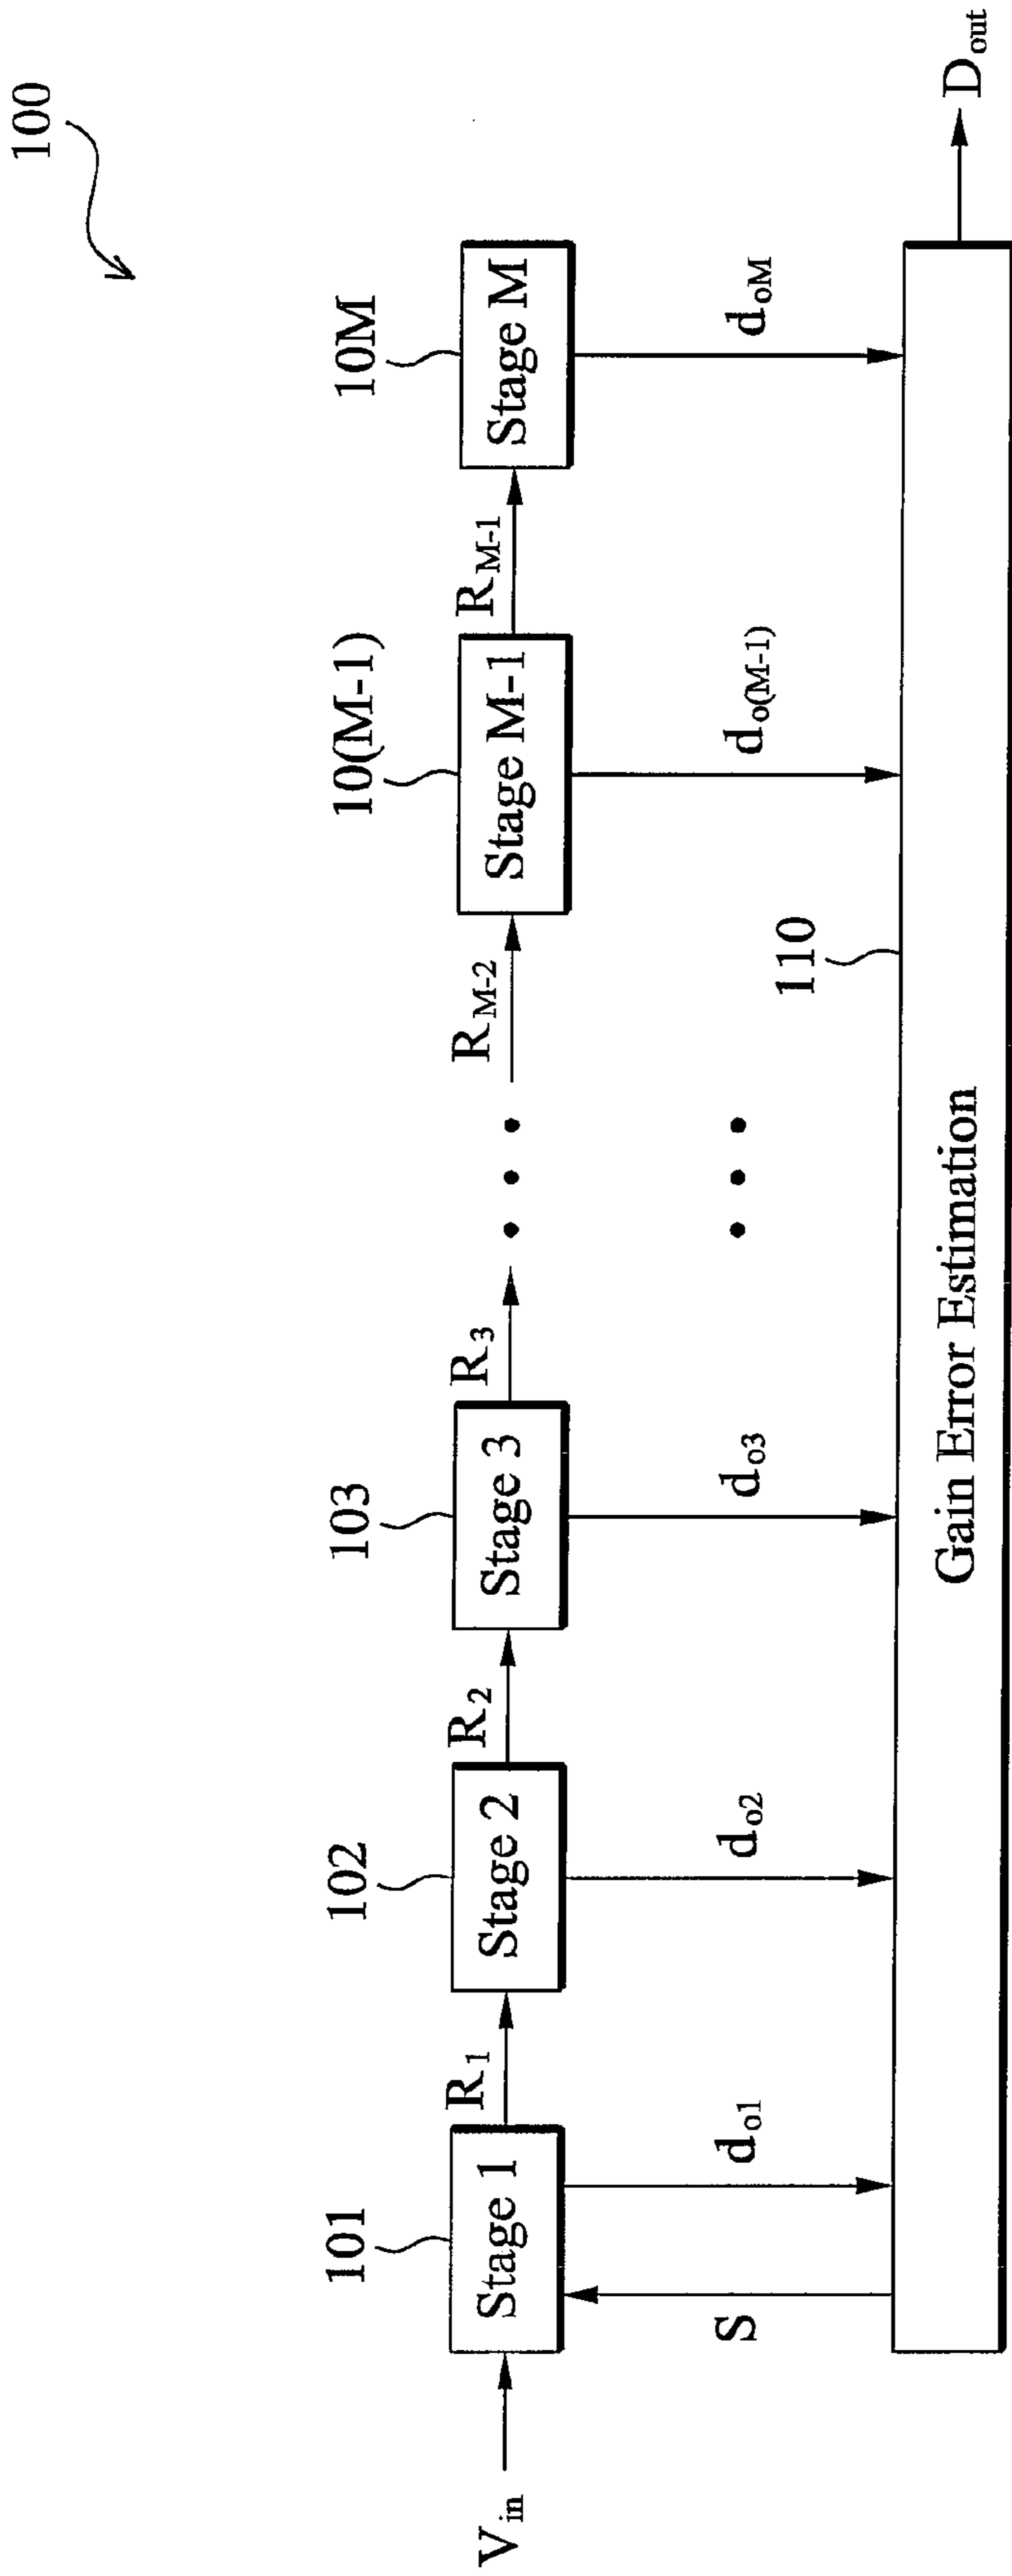 100
101
102
103
10(M-1)
10M
V_in
Stage 1
R_1
Stage 2
R_2
Stage 3
R_3
R_M-2
Stage M-1
R_M-1
Stage M
S
d_o1
d_o2
d_o3
d_o(M-1)
d_oM
110
Gain Error Estimation
D_out